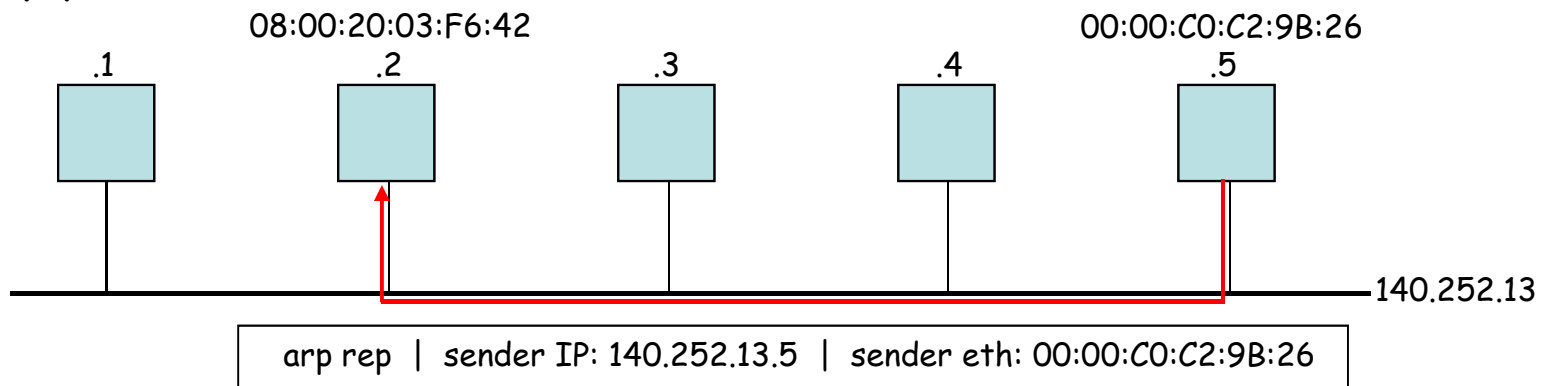 08:00:20:03:F6:42 00:00:C0:C2:9B:26
.1 .2 .3 .4 .5
140.252.13
arp rep | sender IP: 140.252.13.5 | sender eth: 00:00:C0:C2:9B:26